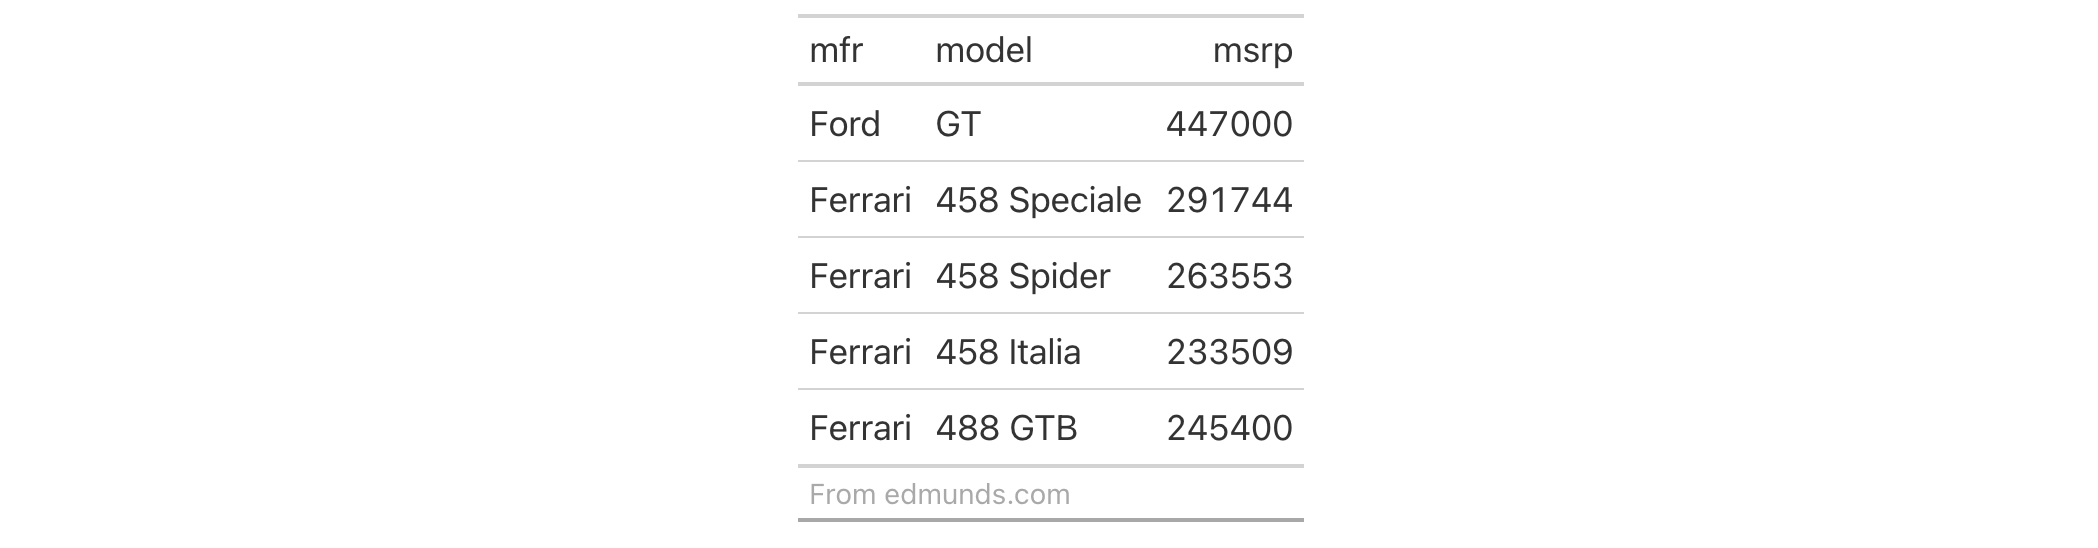 mfr model msrp
Ford GT 447000
Ferrari 458 Speciale 291744
Ferrari 458 Spider 263553
Ferrari 458 Italia 233509
Ferrari 488 GTB 245400
From edmunds.com